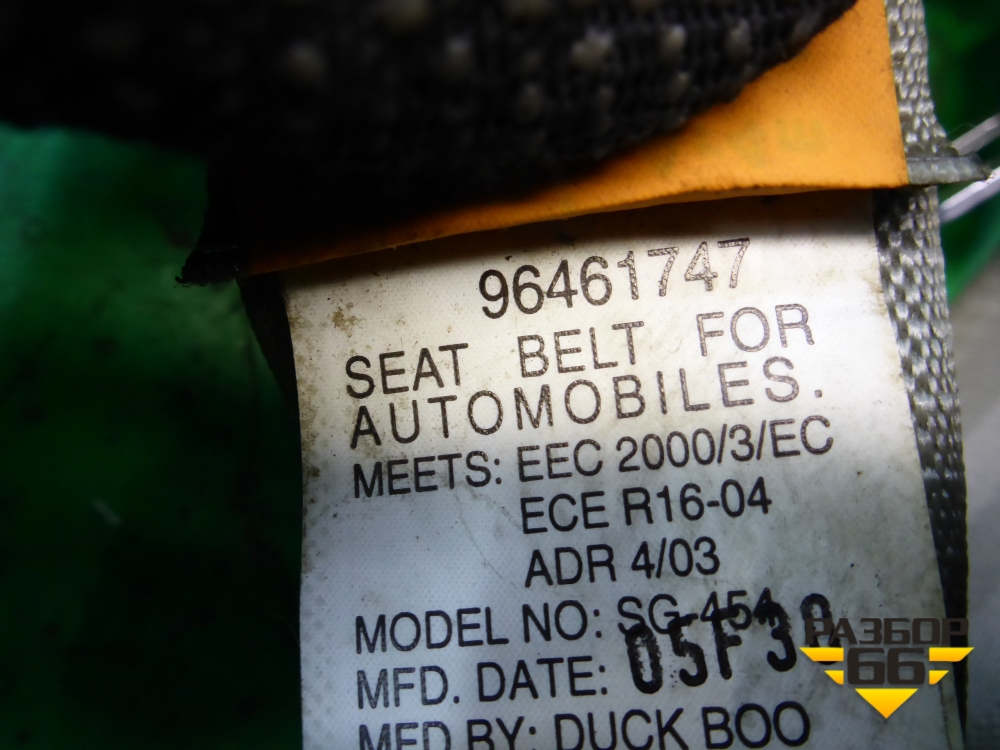 96461747
SEAT BELT FOR
AUTOMOBILES.
MEETS: EEC 2000/3/EC
ECE R16-04
ADR 4/03
MODEL NO: SG-454
MFD. DATE: 05F30
MFD BY: DUCK BOO
РАЗБОР
66